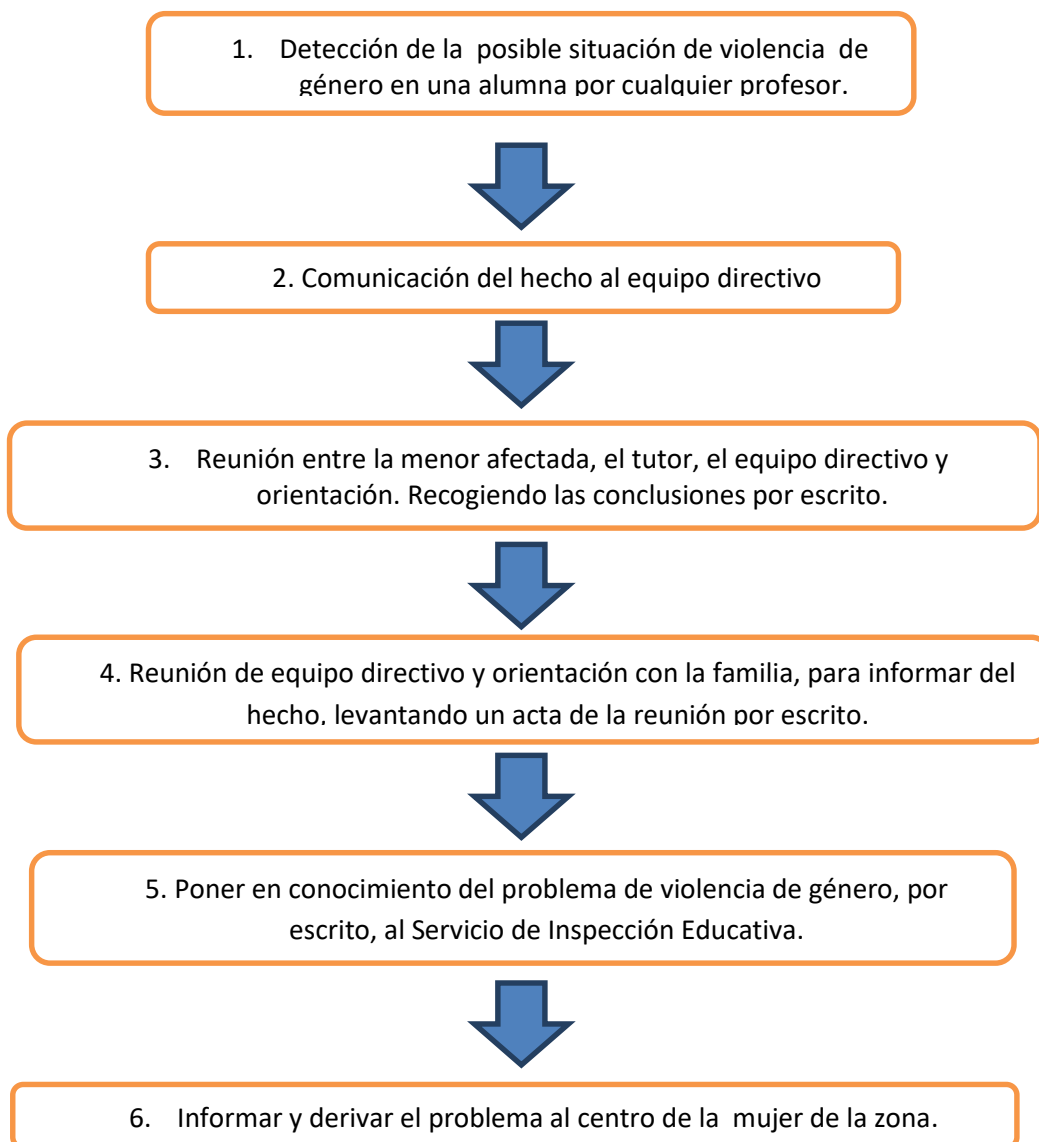 1. Detección de la posible situación de violencia de
género en una alumna por cualquier profesor.
2. Comunicación del hecho al equipo directivo
3. Reunión entre la menor afectada, el tutor, el equipo directivo y
orientación. Recogiendo las conclusiones por escrito.
4. Reunión de equipo directivo y orientación con la familia, para informar del
hecho, levantando un acta de la reunión por escrito.
5. Poner en conocimiento del problema de violencia de género, por
escrito, al Servicio de Inspección Educativa.
6. Informar y derivar el problema al centro de la mujer de la zona.